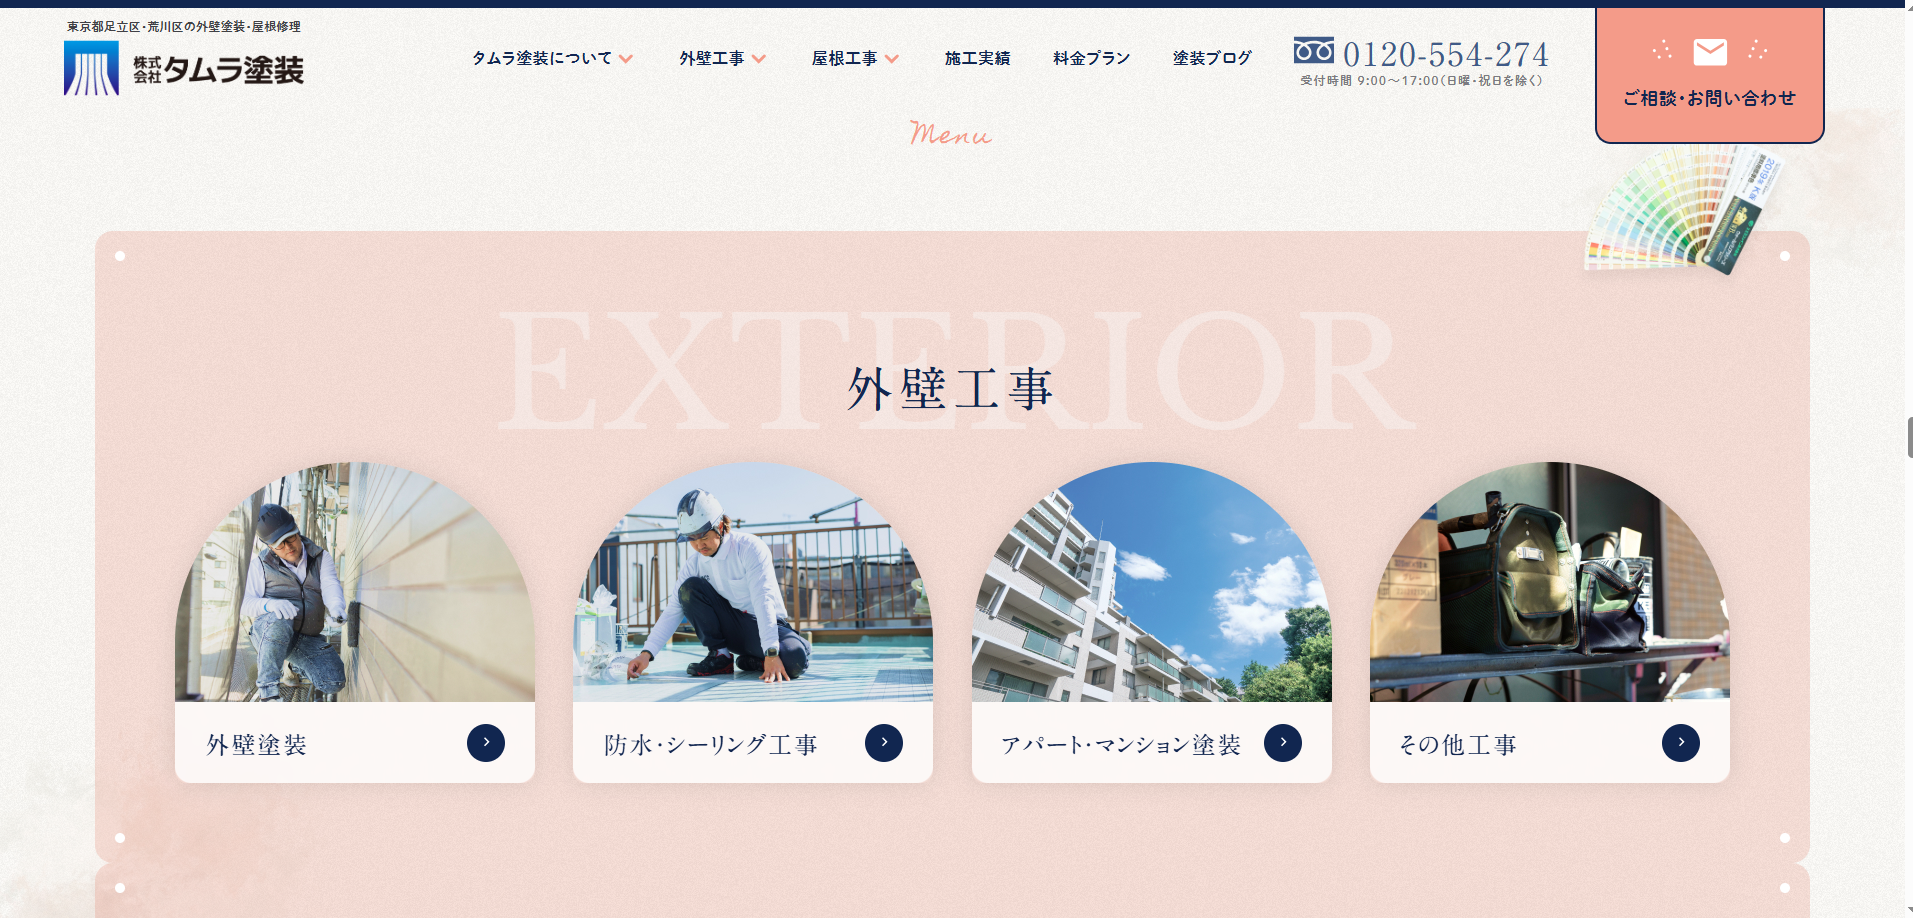 東京都足立区・荒川区の外壁塗装・屋根修理
株式会社 タムラ塗装
タムラ塗装について
外壁工事
屋根工事
施工実績
料金プラン
塗装ブログ
0120-554-274
受付時間 9:00〜17:00（日曜・祝日を除く）
ご相談・お問い合わせ
Menu
EXTERIOR
外壁工事
外壁塗装
防水・シーリング工事
アパート・マンション塗装
その他工事